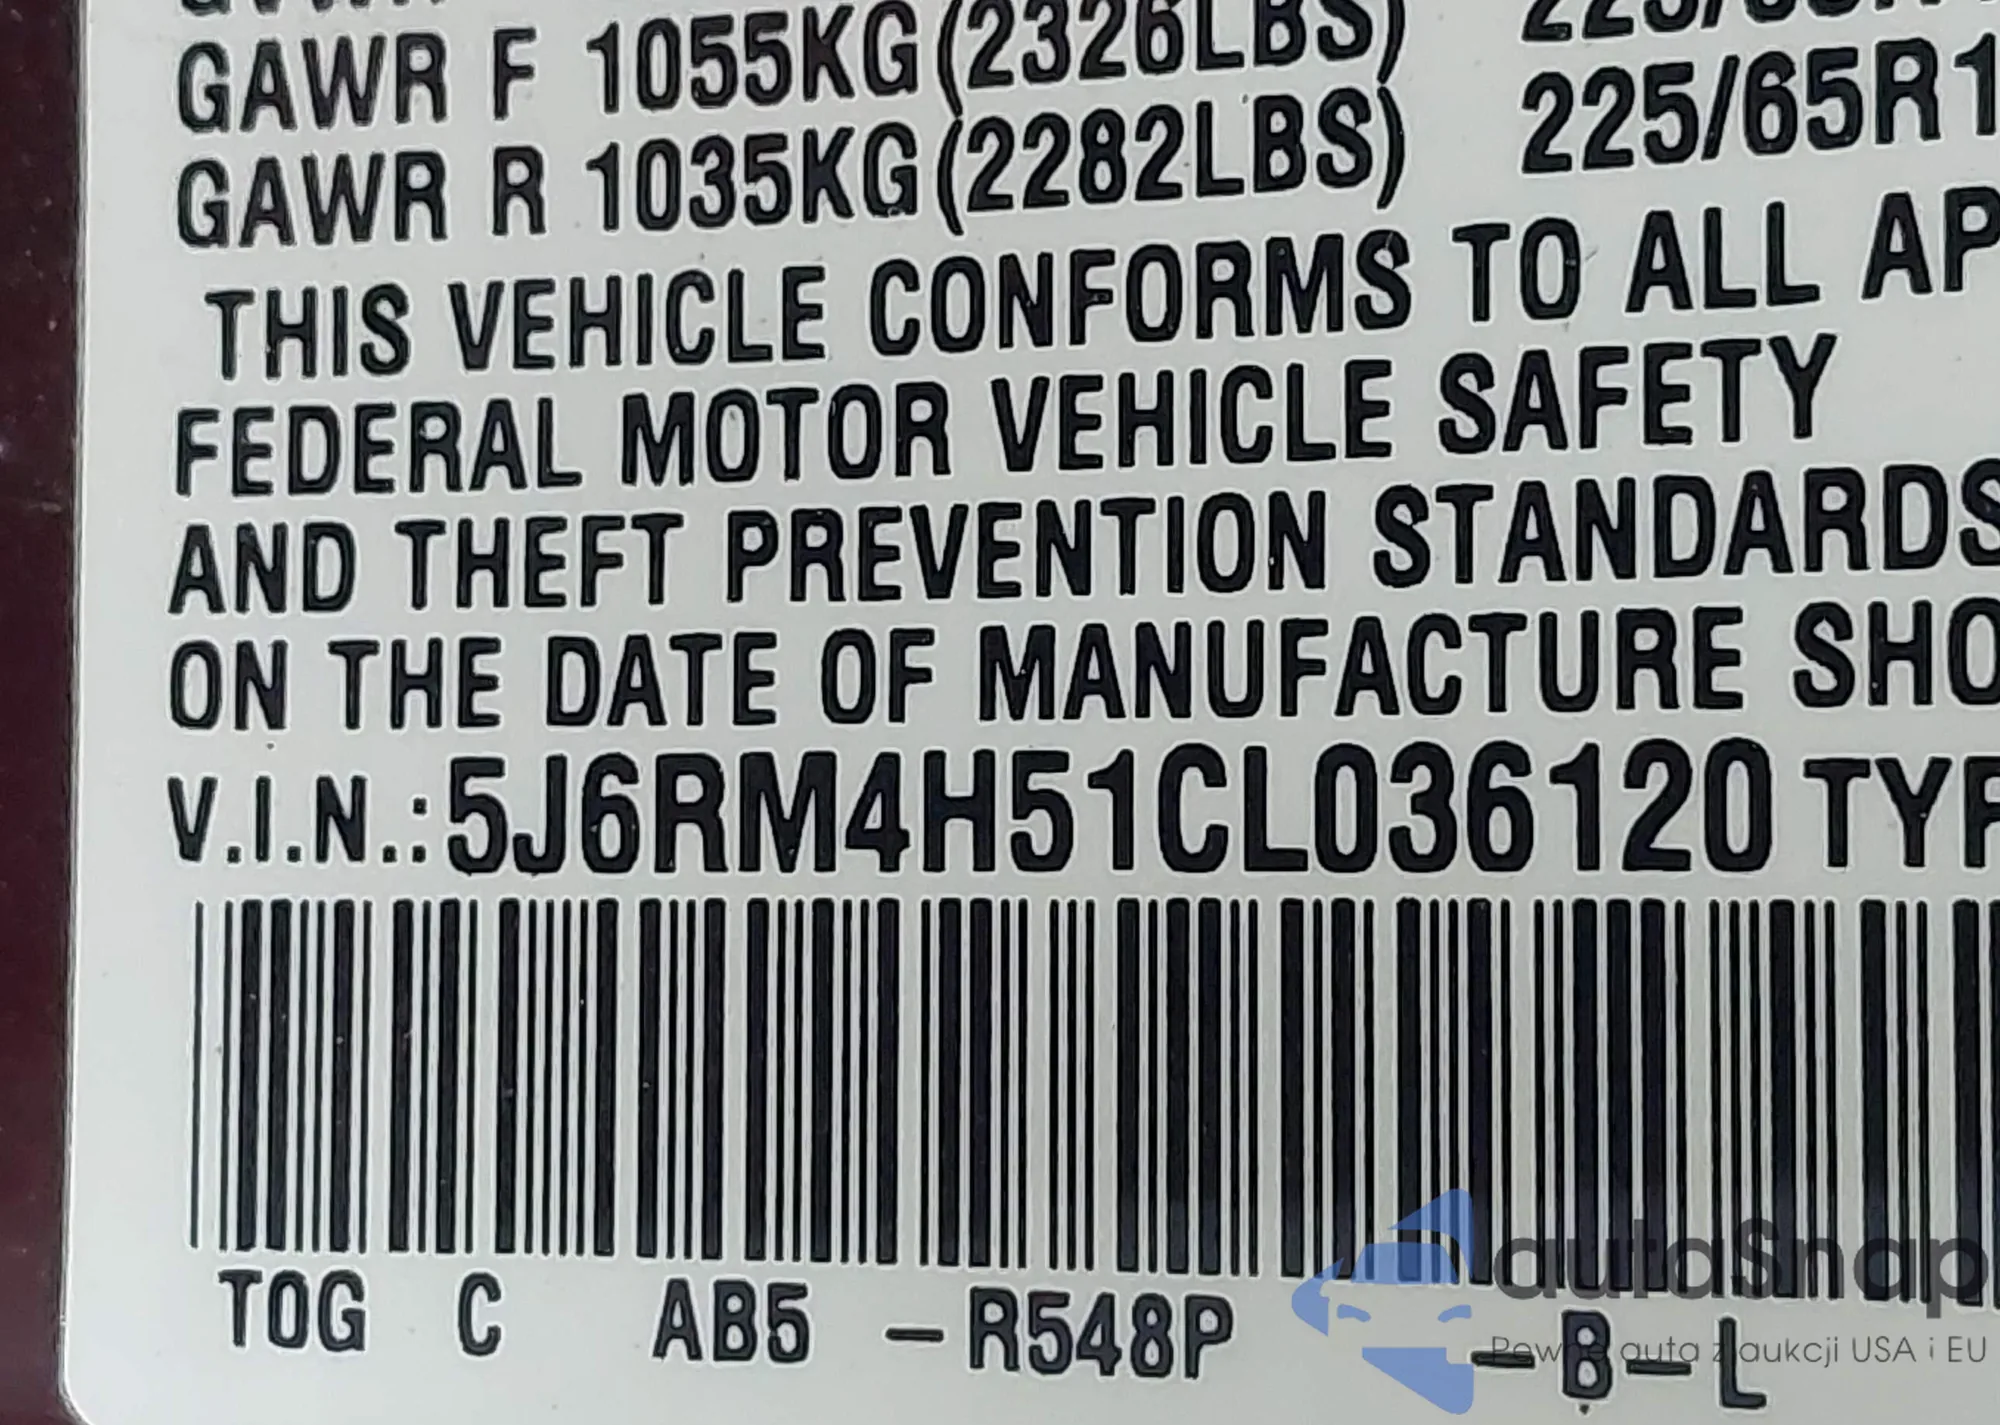 GAWR F 1055KG(2326LBS) 225/65R1
GAWR R 1035KG(2282LBS) 225/65R1
THIS VEHICLE CONFORMS TO ALL AP
FEDERAL MOTOR VEHICLE SAFETY
AND THEFT PREVENTION STANDARDS
ON THE DATE OF MANUFACTURE SHO
V.I.N.:5J6RM4H51CL036120 TYP
TOG C AB5 -R548P -B-L
autaSnap
Pewne auta z aukcji USA i EU